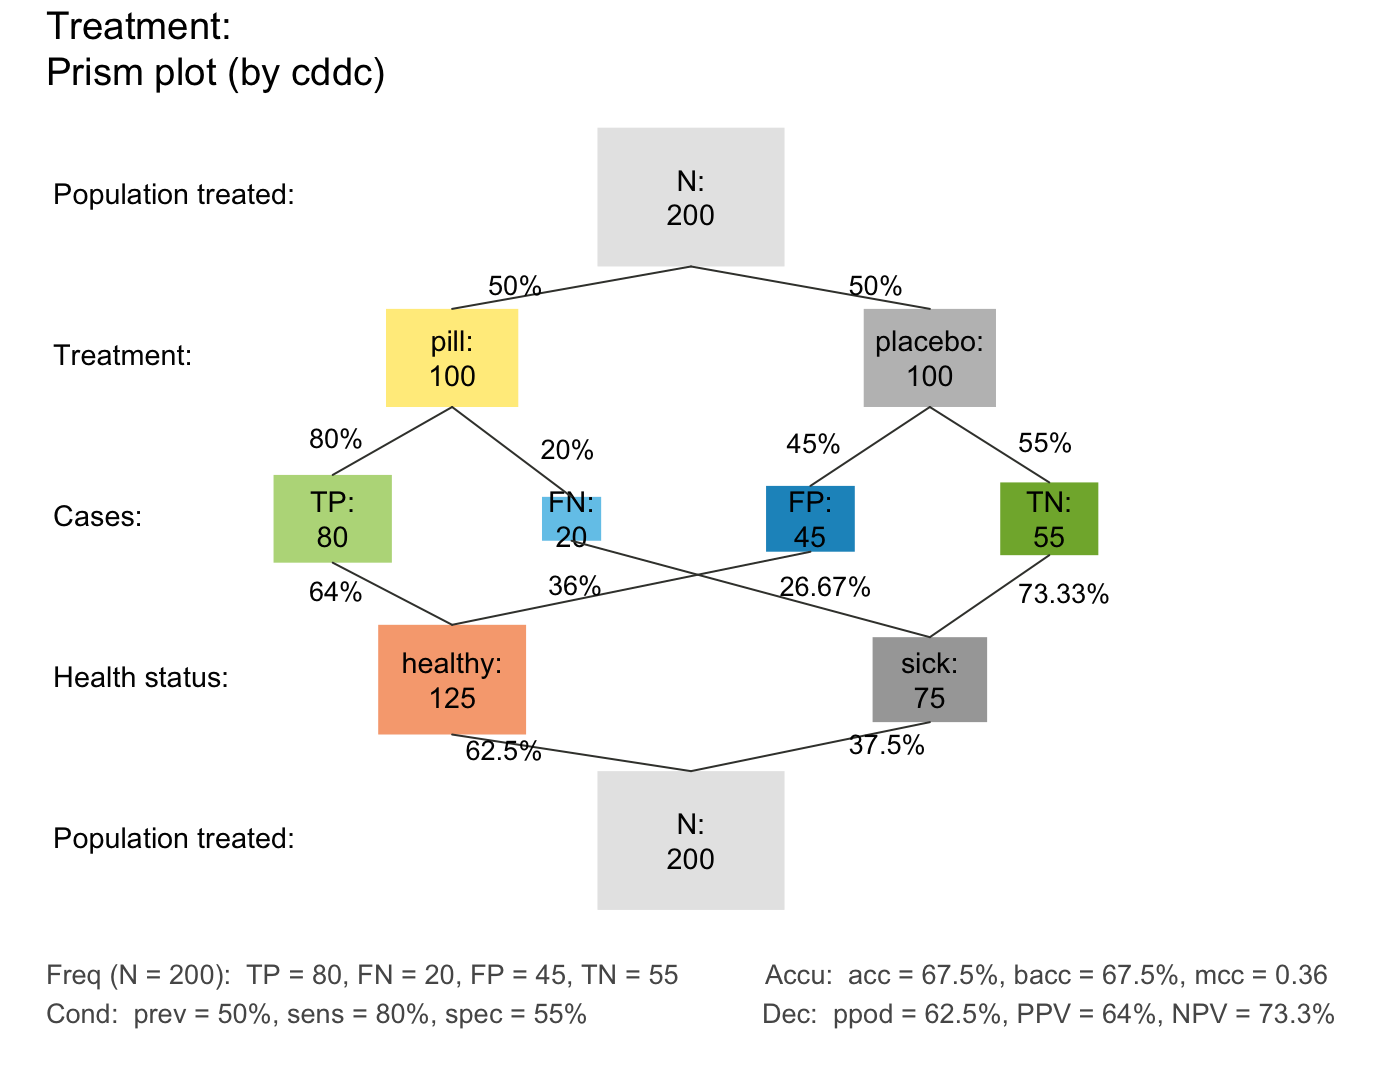 Treatment:
Prism plot (by cddc)
Population treated:
N:
200
50%
50%
Treatment:
pill:
100
placebo:
100
80%
20%
45%
55%
Cases:
TP:
80
FN:
20
FP:
45
TN:
55
64%
36%
26.67%
73.33%
Health status:
healthy:
125
sick:
75
62.5%
37.5%
Population treated:
N:
200
Freq (N = 200): TP = 80, FN = 20, FP = 45, TN = 55
Accu: acc = 67.5%, bacc = 67.5%, mcc = 0.36
Cond: prev = 50%, sens = 80%, spec = 55%
Dec: ppod = 62.5%, PPV = 64%, NPV = 73.3%